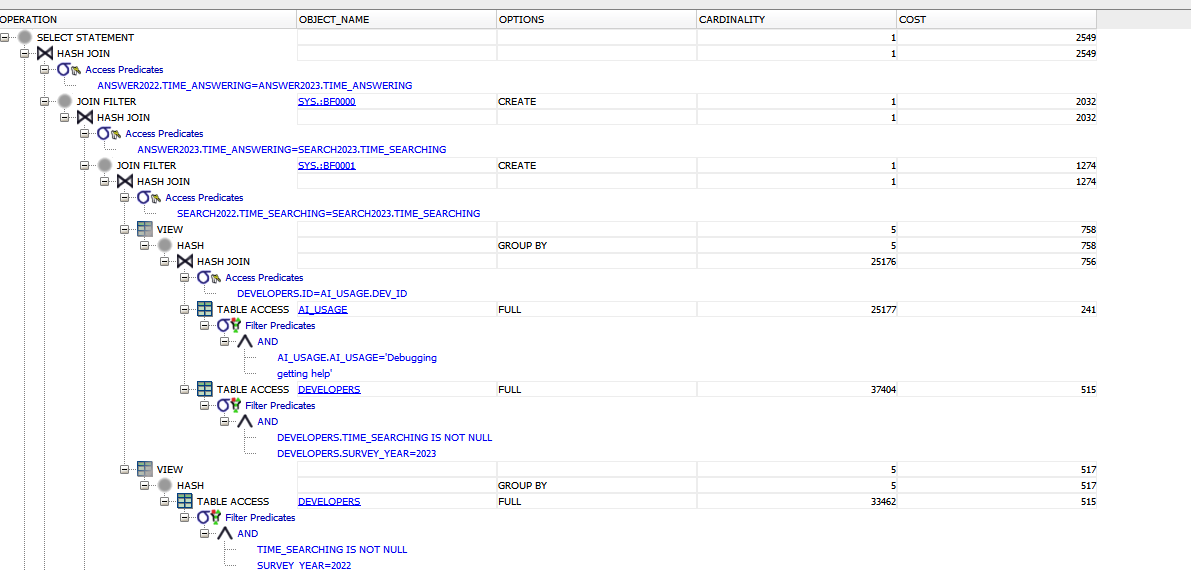 OPERATION OBJECT_NAME OPTIONS CARDINALITY COST
SELECT STATEMENT 1 2549
HASH JOIN 1 2549
Access Predicates
ANSWER2022.TIME_ANSWERING=ANSWER2023.TIME_ANSWERING
JOIN FILTER SYS.:BF0000 CREATE 1 2032
HASH JOIN 1 2032
Access Predicates
ANSWER2023.TIME_ANSWERING=SEARCH2023.TIME_SEARCHING
JOIN FILTER SYS.:BF0001 CREATE 1 1274
HASH JOIN 1 1274
Access Predicates
SEARCH2022.TIME_SEARCHING=SEARCH2023.TIME_SEARCHING
VIEW 5 758
HASH GROUP BY 5 758
HASH JOIN 25176 756
Access Predicates
DEVELOPERS.ID=AI_USAGE.DEV_ID
TABLE ACCESS AI_USAGE FULL 25177 241
Filter Predicates
AND
AI_USAGE.AI_USAGE='Debugging
getting help'
TABLE ACCESS DEVELOPERS FULL 37404 515
Filter Predicates
AND
DEVELOPERS.TIME_SEARCHING IS NOT NULL
DEVELOPERS.SURVEY_YEAR=2023
VIEW 5 517
HASH GROUP BY 5 517
TABLE ACCESS DEVELOPERS FULL 33462 515
Filter Predicates
AND
TIME_SEARCHING IS NOT NULL
SURVEY_YEAR=2022